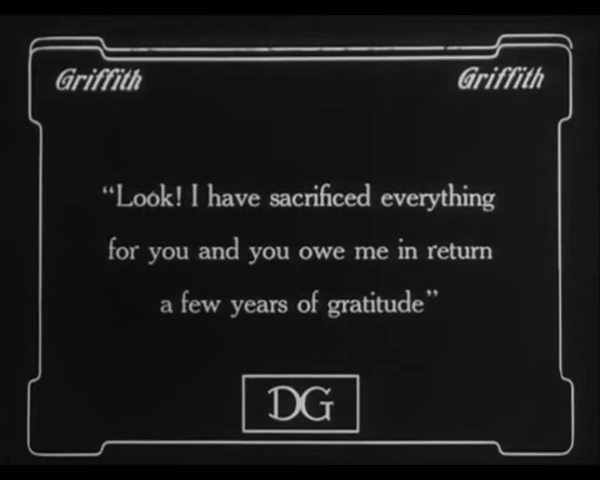 Griffith Griffith
“Look! I have sacrificed everything
for you and you owe me in return
a few years of gratitude”
DG